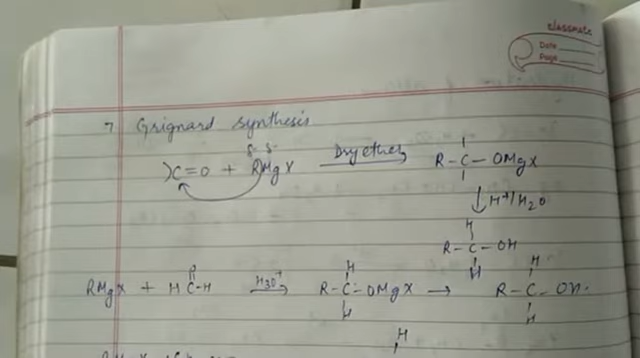 classmate
Date
Page
7 Grignard synthesis
δ- δ-
>C=O + RMgX Dry ether R-C-OMgX
H+/H2O
H
R-C-OH
H
O H H
RMgX + H C-H H3O+ R-C-OMgX → R-C-OH.
H H
H